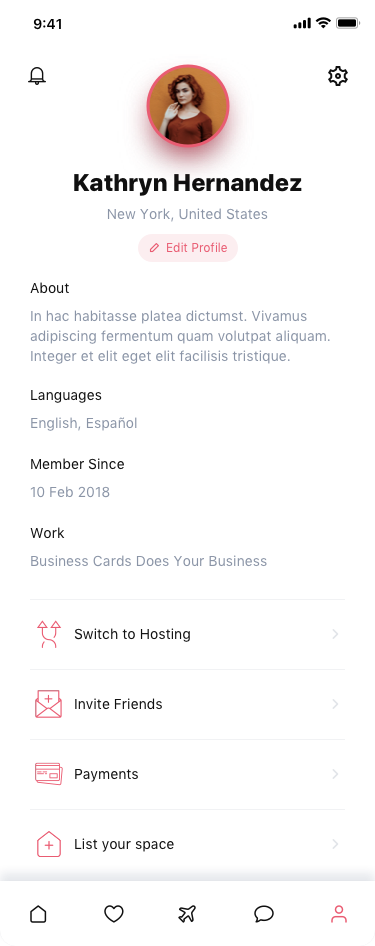 9:41
Kathryn Hernandez
New York, United States
Edit Profile
About
In hac habitasse platea dictumst. Vivamus
adipiscing fermentum quam volutpat aliquam.
Integer et elit eget elit facilisis tristique.
Languages
English, Español
Member Since
10 Feb 2018
Work
Business Cards Does Your Business
Switch to Hosting
Invite Friends
Payments
List your space